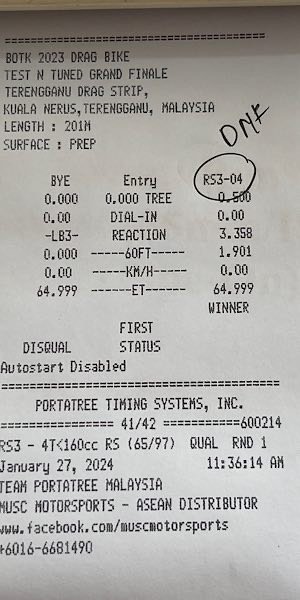 ==========================================
BOTK 2023 DRAG BIKE
TEST N TUNED GRAND FINALE
TERENGGANU DRAG STRIP,
KUALA NERUS,TERENGGANU, MALAYSIA
LENGTH : 201M
SURFACE : PREP
DNF
BYE Entry RS3-04
0.000 0.000 TREE 0.500
0.00 DIAL-IN 0.00
-LB3- REACTION 3.358
0.000 -----60FT----- 1.901
0.00 -----KM/H----- 0.00
64.999 ------ET------ 64.999
WINNER
FIRST
DISQUAL STATUS
Autostart Disabled
==========================================
PORTATREE TIMING SYSTEMS, INC.
================ 41/42 ===========600214
RS3 - 4T<160cc RS (65/97) QUAL RND 1
January 27, 2024 11:36:14 AM
TEAM PORTATREE MALAYSIA
MUSC MOTORSPORTS - ASEAN DISTRIBUTOR
www.facebook.com/muscmotorsports
+6016-6681490